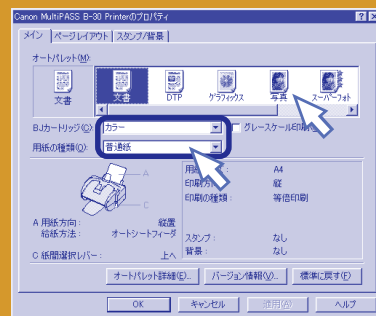 Canon MultiPASS B-30 Printerのプロパティ
メイン ページレイアウト スタンプ/背景
オートパレット(M):
文書 文書 DTP グラフィックス 写真 スーパーフォト
BJカートリッジ(C): カラー グレースケール印刷
用紙の種類(O): 普通紙
A
C
A 用紙方向: 縦置
給紙方法: オートシートフィーダ
C 紙間選択レバー: 上へ
A4
縦
印刷の種類: 等倍印刷
スタンプ: なし
背景: なし
オートパレット詳細(E)... バージョン情報(V)... 標準に戻す(F)
OK キャンセル 適用(A) ヘルプ